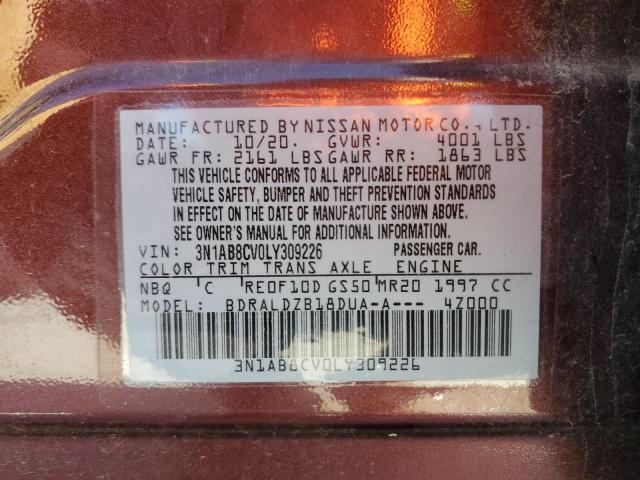 MANUFACTURED BY NISSAN MOTOR CO., LTD.
DATE: 10/20. GVWR: 4001 LBS
GAWR FR: 2161 LBS GAWR RR: 1863 LBS
THIS VEHICLE CONFORMS TO ALL APPLICABLE FEDERAL MOTOR
VEHICLE SAFETY, BUMPER AND THEFT PREVENTION STANDARDS
IN EFFECT ON THE DATE OF MANUFACTURE SHOWN ABOVE.
SEE OWNER'S MANUAL FOR ADDITIONAL INFORMATION.
VIN: 3N1AB8CV0LY309226 PASSENGER CAR.
COLOR TRIM TRANS AXLE ENGINE
NBQ 'C RE0F10D GS50 MR20 1997 CC
MODEL: BDRALDZB18DUA-A--- 4Z000
3N1AB8CV0LY309226